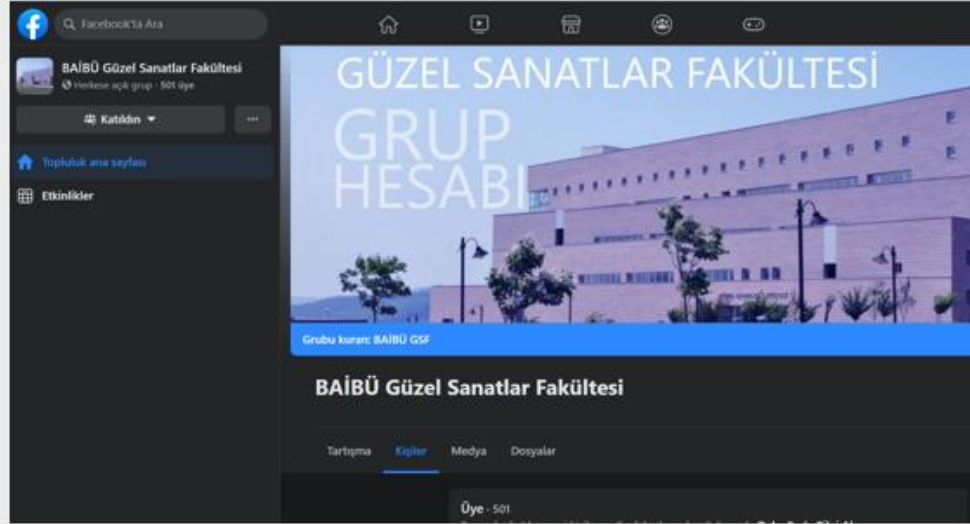 Facebook'ta Ara
BAİBÜ Güzel Sanatlar Fakültesi
Herkese açık grup · 501 üye
Katıldın
Topluluk ana sayfası
Etkinlikler
GÜZEL SANATLAR FAKÜLTESİ
GRUP
HESABI
Grubu kuran: BAİBÜ GSF
BAİBÜ Güzel Sanatlar Fakültesi
Tartışma Kişiler Medya Dosyalar
Üye · 501